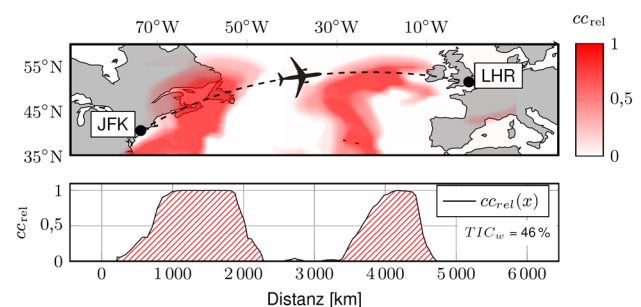 cc_rel
70°W 50°W 30°W 10°W
55°N
45°N
35°N
JFK
LHR
1
0,5
0
cc_rel
1
0,5
0
cc_rel(x)
TIC_w = 46 %
0 1 000 2 000 3 000 4 000 5 000 6 000
Distanz [km]